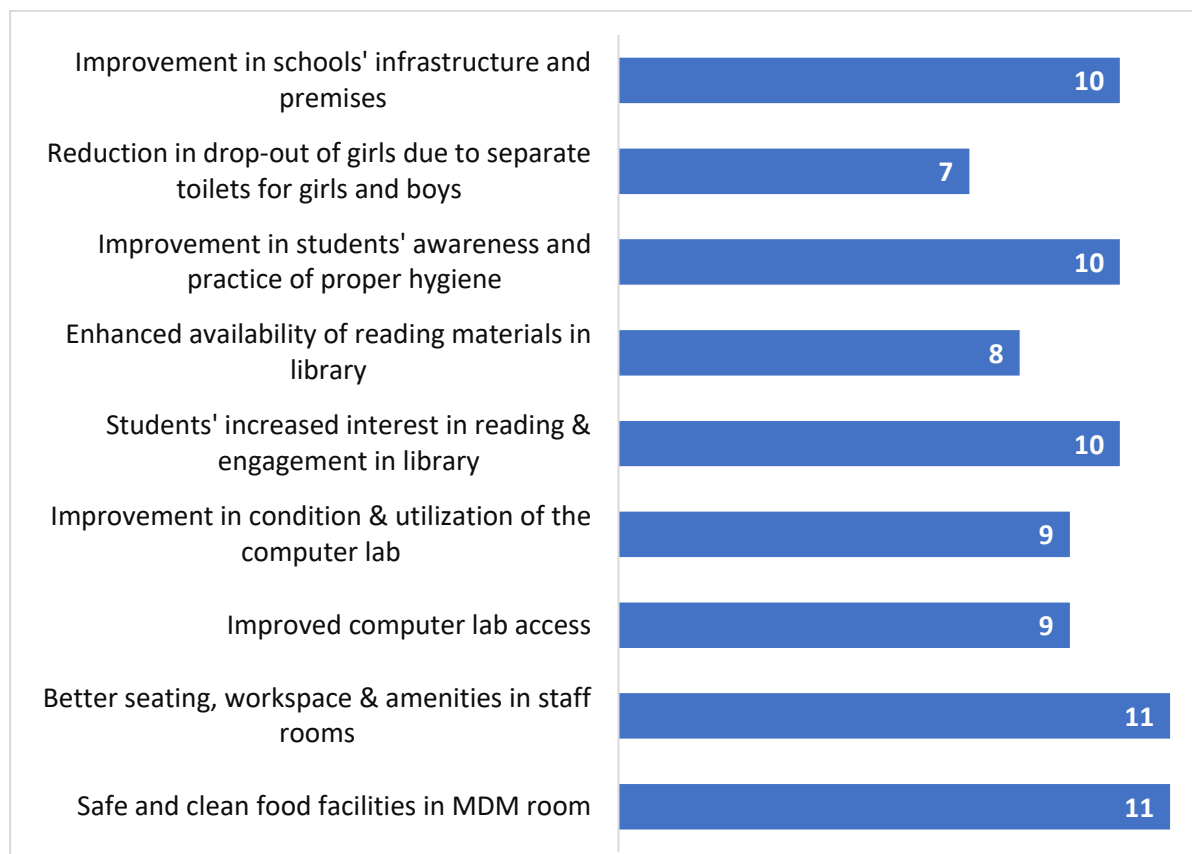 Improvement in schools' infrastructure and
premises
10
Reduction in drop-out of girls due to separate
toilets for girls and boys
7
Improvement in students' awareness and
practice of proper hygiene
10
Enhanced availability of reading materials in
library
8
Students' increased interest in reading &
engagement in library
10
Improvement in condition & utilization of the
computer lab
9
Improved computer lab access
9
Better seating, workspace & amenities in staff
rooms
11
Safe and clean food facilities in MDM room
11